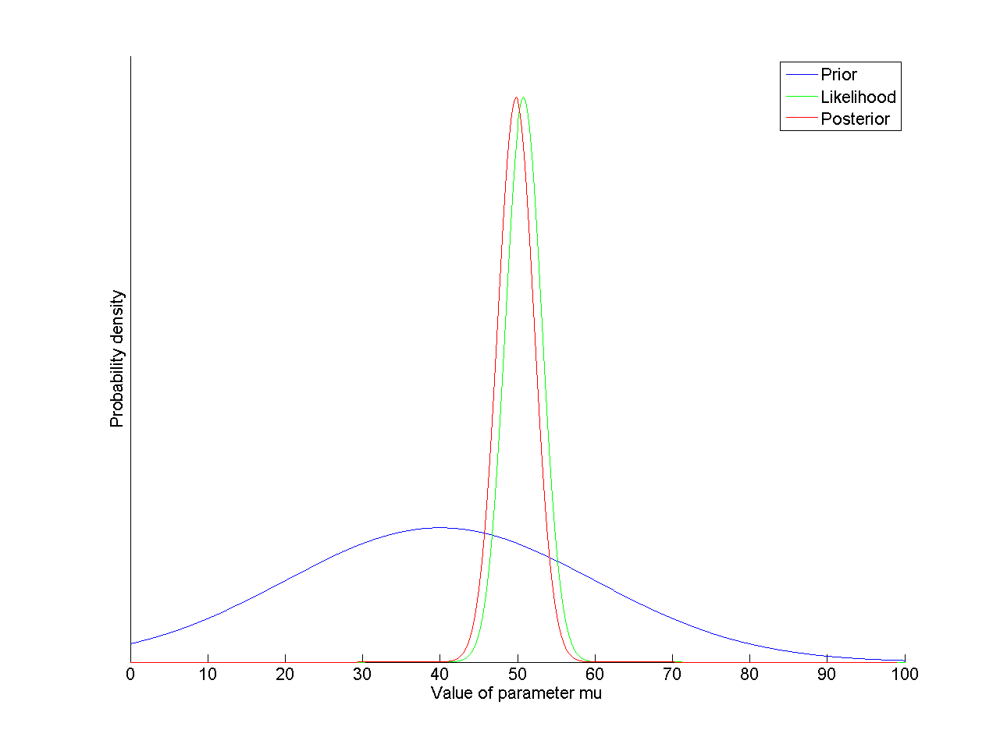 Prior
Likelihood
Posterior
Probability density
0 10 20 30 40 50 60 70 80 90 100
Value of parameter mu